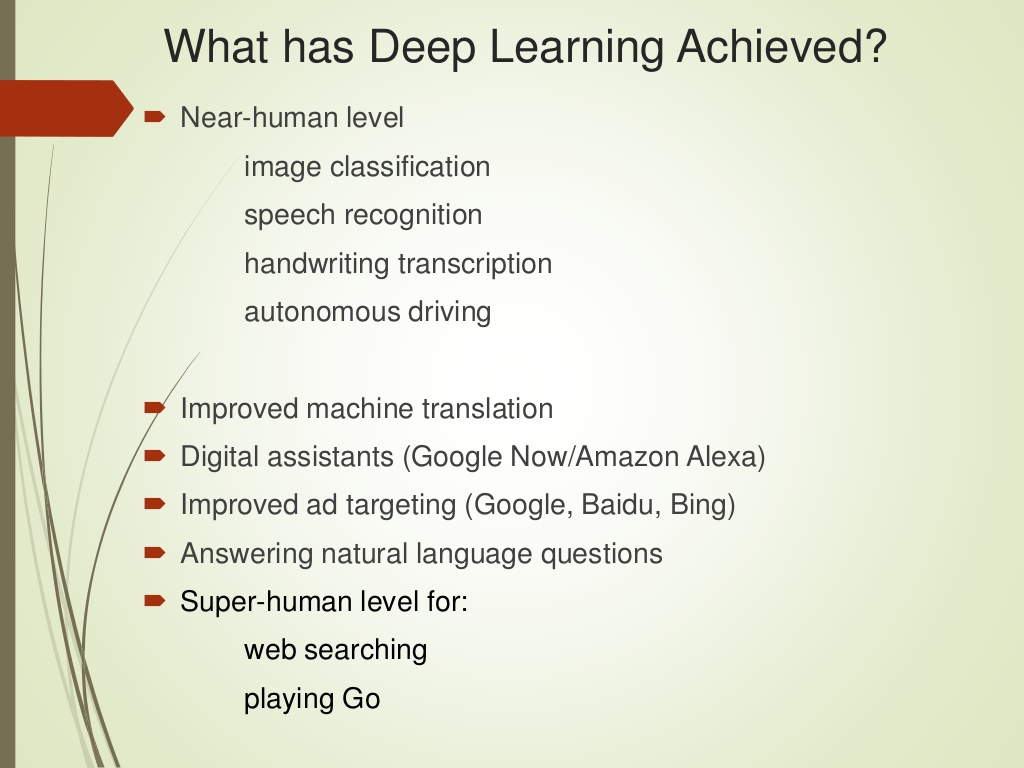 What has Deep Learning Achieved?
Near-human level
image classification
speech recognition
handwriting transcription
autonomous driving
Improved machine translation
Digital assistants (Google Now/Amazon Alexa)
Improved ad targeting (Google, Baidu, Bing)
Answering natural language questions
Super-human level for:
web searching
playing Go